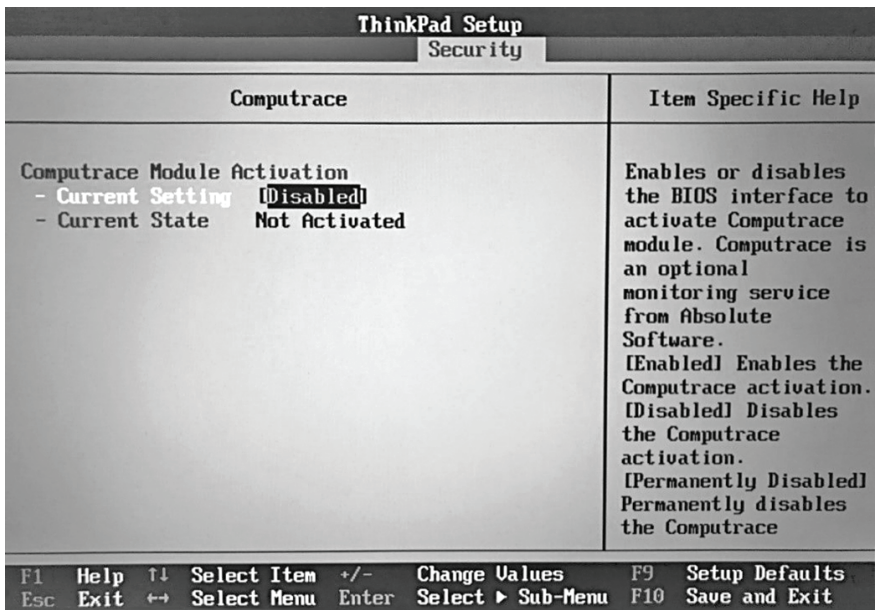 ThinkPad Setup
Security
Computrace
Item Specific Help
Computrace Module Activation
- Current Setting [Disabled]
- Current State Not Activated
Enables or disables
the BIOS interface to
activate Computrace
module. Computrace is
an optional
monitoring service
from Absolute
Software.
[Enabled] Enables the
Computrace activation.
[Disabled] Disables
the Computrace
activation.
[Permanently Disabled]
Permanently disables
the Computrace
F1 Help ↑↓ Select Item +/- Change Values F9 Setup Defaults
Esc Exit ←→ Select Menu Enter Select ▶ Sub-Menu F10 Save and Exit